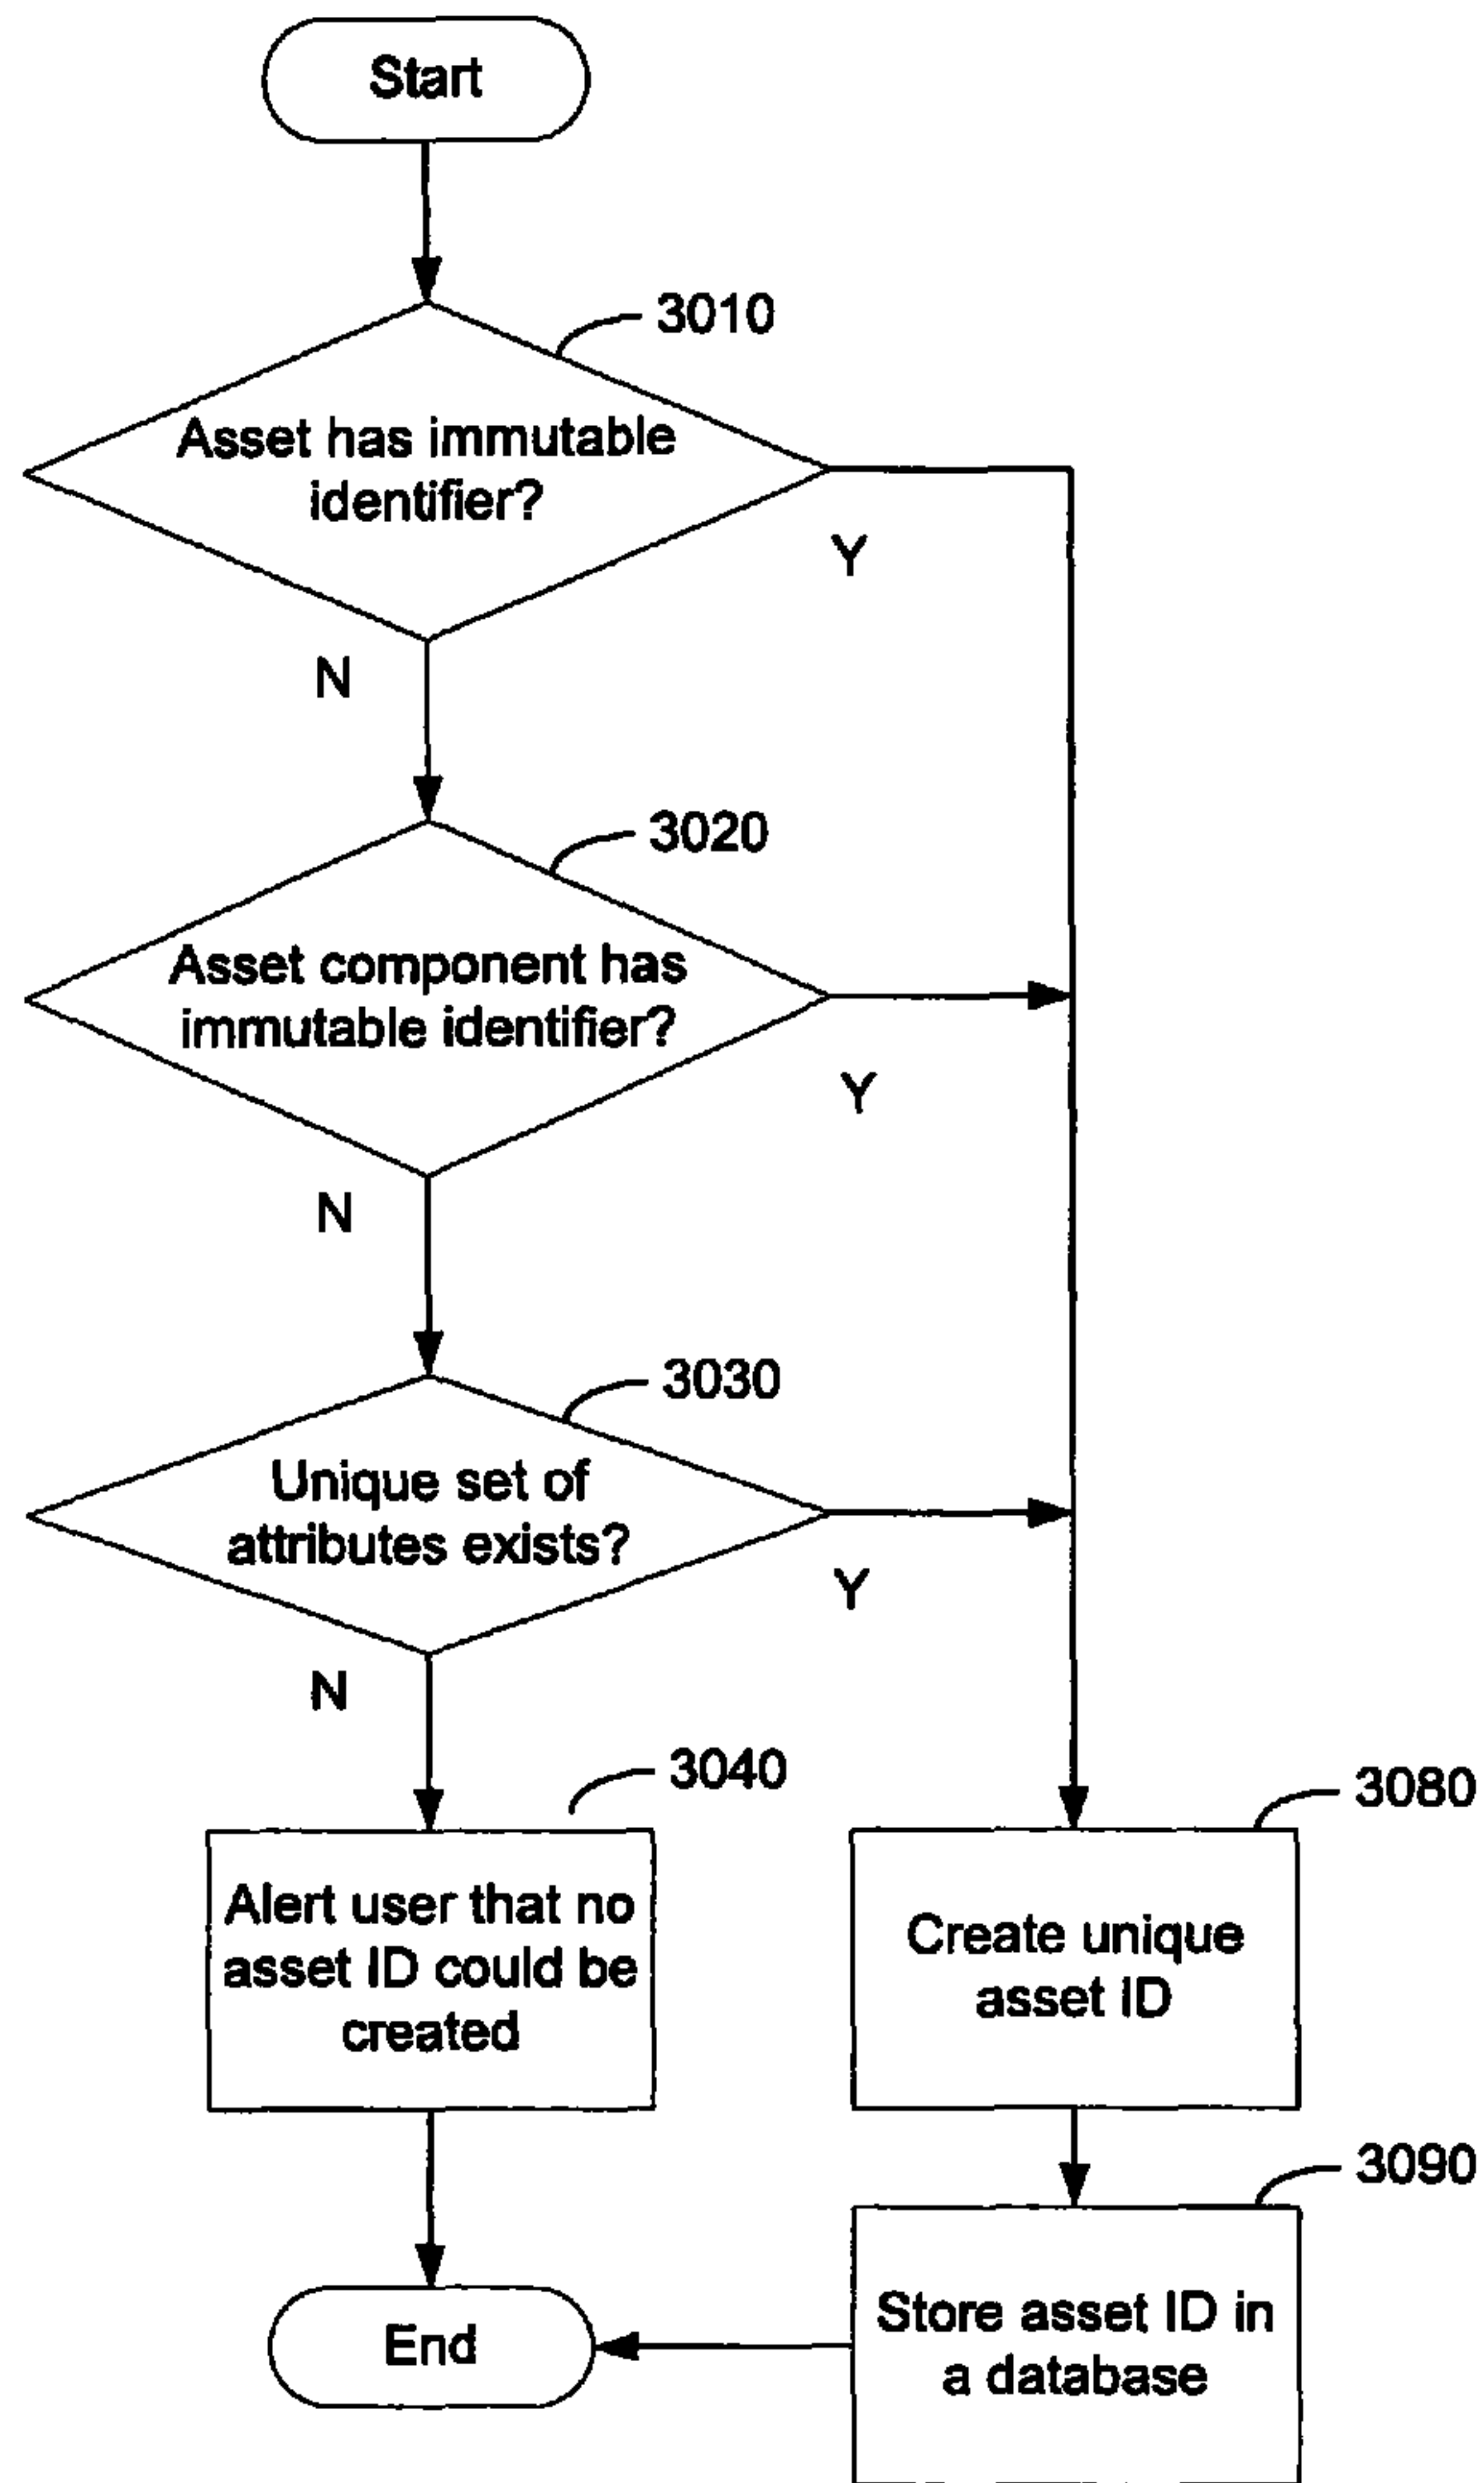 Start
3010
Asset has immutable
identifier?
Y
N
3020
Asset component has
immutable identifier?
Y
N
3030
Unique set of
attributes exists?
Y
N
3040
Alert user that no
asset ID could be
created
3080
Create unique
asset ID
3090
Store asset ID in
a database
End